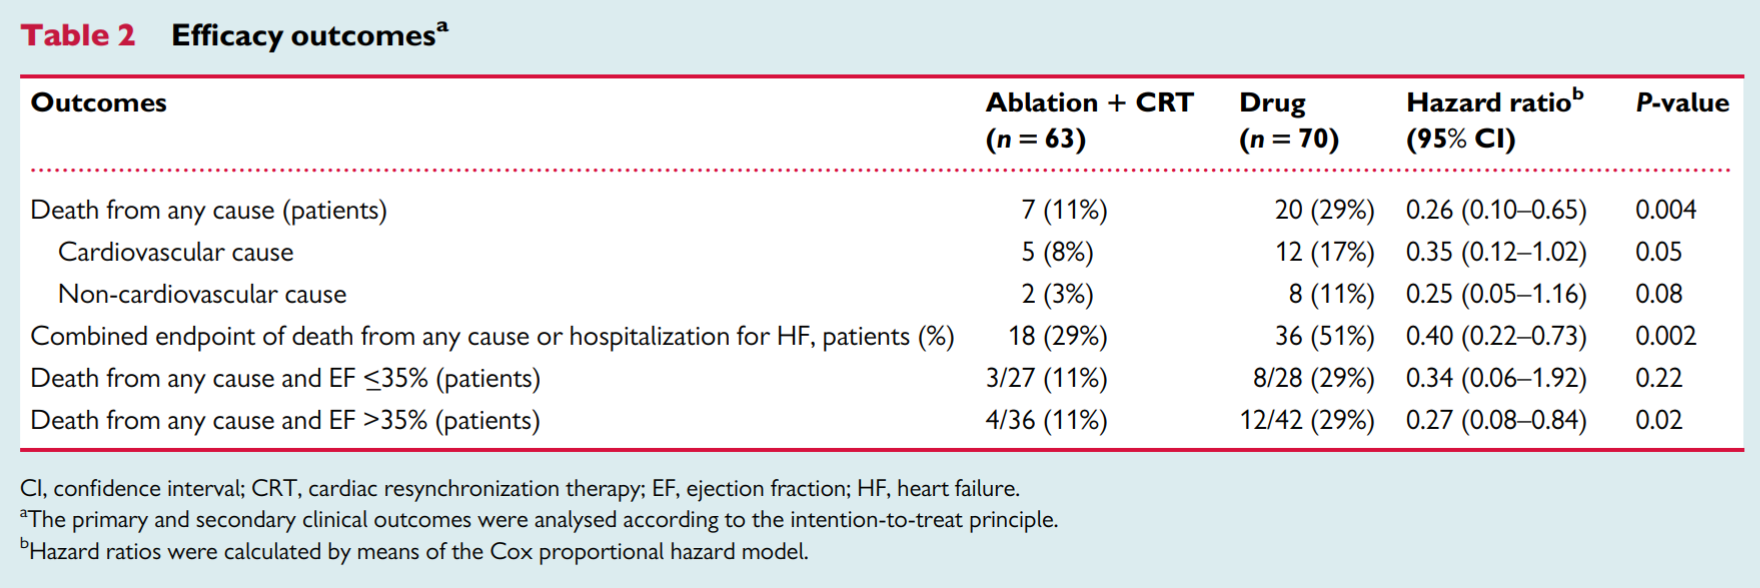 Table 2 Efficacy outcomesa
Outcomes Ablation + CRT Drug Hazard ratiob P-value
(n = 63) (n = 70) (95% CI)
Death from any cause (patients) 7 (11%) 20 (29%) 0.26 (0.10–0.65) 0.004
Cardiovascular cause 5 (8%) 12 (17%) 0.35 (0.12–1.02) 0.05
Non-cardiovascular cause 2 (3%) 8 (11%) 0.25 (0.05–1.16) 0.08
Combined endpoint of death from any cause or hospitalization for HF, patients (%) 18 (29%) 36 (51%) 0.40 (0.22–0.73) 0.002
Death from any cause and EF ≤35% (patients) 3/27 (11%) 8/28 (29%) 0.34 (0.06–1.92) 0.22
Death from any cause and EF >35% (patients) 4/36 (11%) 12/42 (29%) 0.27 (0.08–0.84) 0.02
CI, confidence interval; CRT, cardiac resynchronization therapy; EF, ejection fraction; HF, heart failure.
aThe primary and secondary clinical outcomes were analysed according to the intention-to-treat principle.
bHazard ratios were calculated by means of the Cox proportional hazard model.